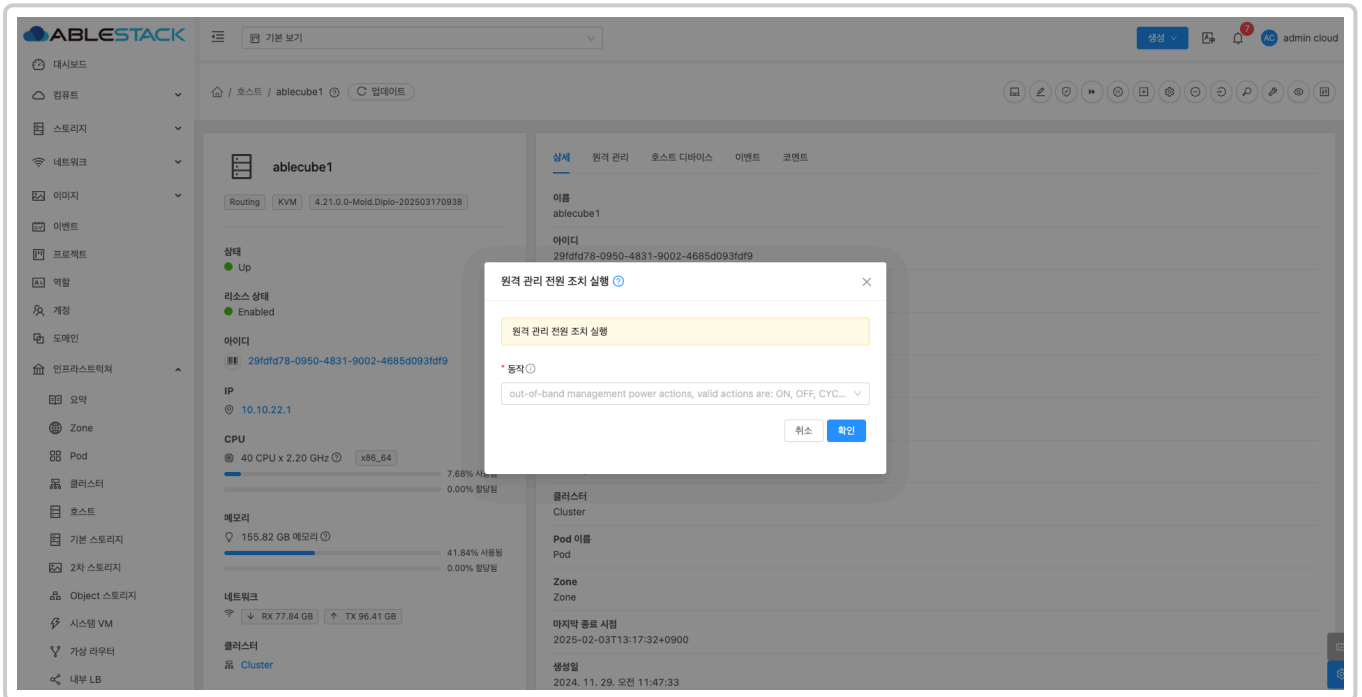 ABLESTACK
기본 보기
생성
7
AC
admin cloud
대시보드
컴퓨트
스토리지
네트워크
이미지
이벤트
프로젝트
역할
계정
도메인
인프라스트럭쳐
요약
Zone
Pod
클러스터
호스트
기본 스토리지
2차 스토리지
Object 스토리지
시스템 VM
가상 라우터
내부 LB
/ 호스트 / ablecube1
업데이트
ablecube1
Routing KVM 4.21.0.0-Mold.Diplo-202503170938
상태
Up
리소스 상태
Enabled
아이디
29fdfd78-0950-4831-9002-4685d093fdf9
IP
10.10.22.1
CPU
40 CPU x 2.20 GHz x86_64
7.68% 사용됨
0.00% 할당됨
메모리
155.82 GB 메모리
41.84% 사용됨
0.00% 할당됨
네트워크
RX 77.84 GB TX 96.41 GB
클러스터
Cluster
상세 원격 관리 호스트 디바이스 이벤트 코멘트
이름
ablecube1
아이디
29fdfd78-0950-4831-9002-4685d093fdf9
원격 관리 전원 조치 실행
원격 관리 전원 조치 실행
* 동작
out-of-band management power actions, valid actions are: ON, OFF, CYC...
취소 확인
클러스터
Cluster
Pod 이름
Pod
Zone
Zone
마지막 종료 시점
2025-02-03T13:17:32+0900
생성일
2024. 11. 29. 오전 11:47:33